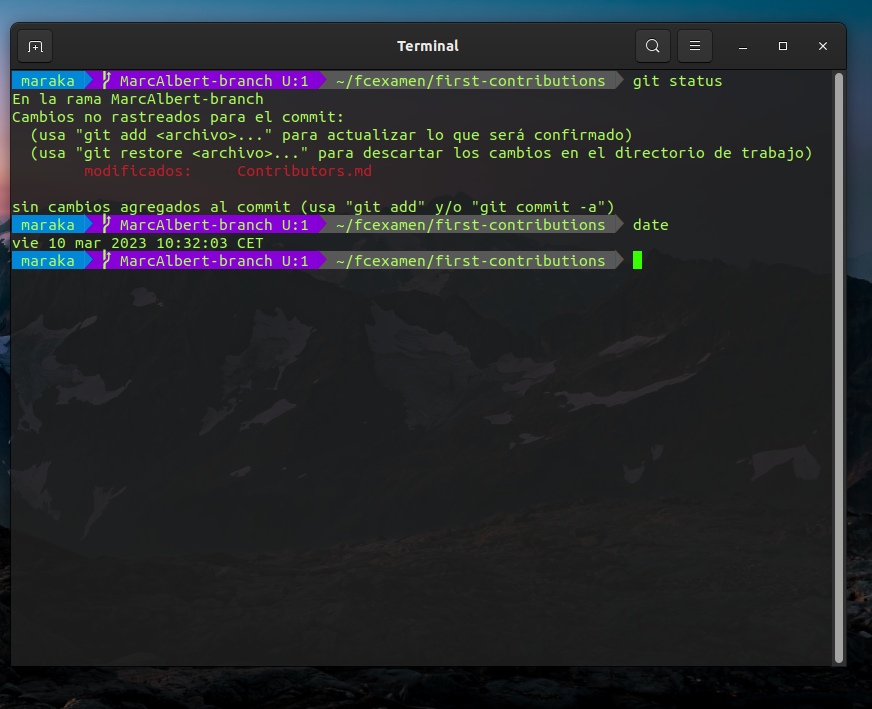 Terminal
maraka MarcAlbert-branch U:1 ~/fcexamen/first-contributions git status
En la rama MarcAlbert-branch
Cambios no rastreados para el commit:
(usa "git add <archivo>..." para actualizar lo que será confirmado)
(usa "git restore <archivo>..." para descartar los cambios en el directorio de trabajo)
modificados: Contributors.md
sin cambios agregados al commit (usa "git add" y/o "git commit -a")
maraka MarcAlbert-branch U:1 ~/fcexamen/first-contributions date
vie 10 mar 2023 10:32:03 CET
maraka MarcAlbert-branch U:1 ~/fcexamen/first-contributions